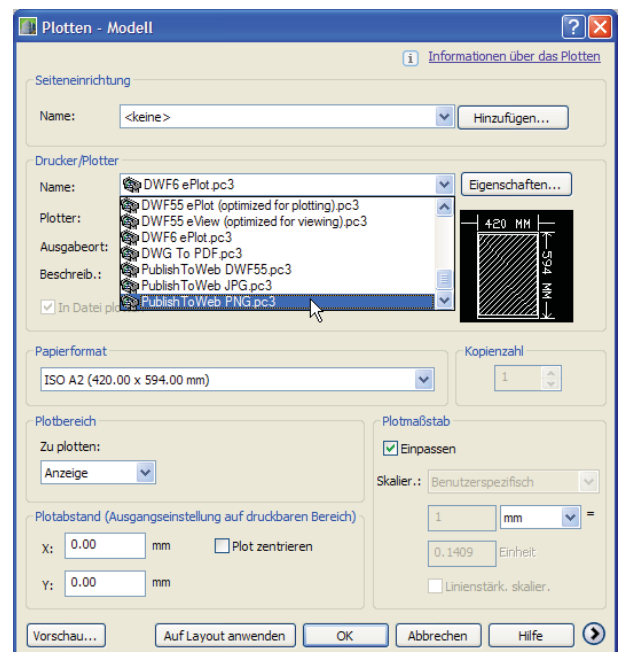 Plotten - Modell
Informationen über das Plotten
Seiteneinrichtung
Name: <keine> Hinzufügen...
Drucker/Plotter
Name: DWF6 ePlot.pc3 Eigenschaften...
DWF55 ePlot (optimized for plotting).pc3
Plotter: DWF55 eView (optimized for viewing).pc3
DWF6 ePlot.pc3
Ausgabeort: DWG To PDF.pc3
PublishToWeb DWF55.pc3
Beschreib.: PublishToWeb JPG.pc3
PublishToWeb PNG.pc3
In Datei
420 MM
594 MM
Papierformat
ISO A2 (420.00 x 594.00 mm)
Kopienzahl
1
Plotbereich
Zu plotten:
Anzeige
Plotmaßstab
Einpassen
Skalier.: Benutzerspezifisch
1 mm =
0.1409 Einheit
Linienstärk. skalier.
Plotabstand (Ausgangseinstellung auf druckbaren Bereich)
X: 0.00 mm Plot zentrieren
Y: 0.00 mm
Vorschau... Auf Layout anwenden OK Abbrechen Hilfe